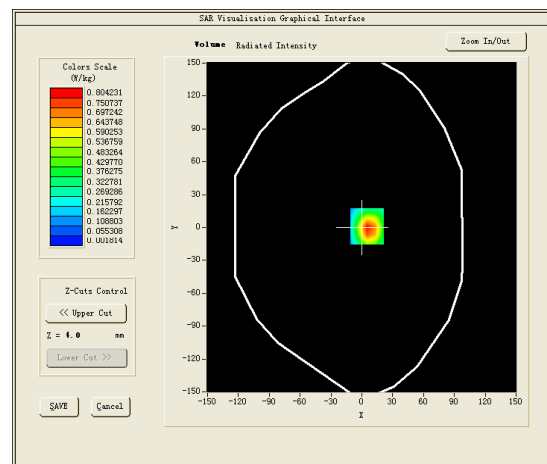 SAR Visualisation Graphical Interface
Volume Radiated Intensity
Zoom In/Out
Colors Scale
(W/kg)
0.804231
0.750737
0.697242
0.643748
0.590253
0.536759
0.483264
0.429770
0.376275
0.322781
0.269286
0.215792
0.162297
0.108803
0.055308
0.001814
Z-Cuts Control
<< Upper Cut
Z = 4.0 mm
Lower Cut >>
SAVE
Cancel
150
120
90
60
30
0
-30
-60
-90
-120
-150
Y
-150 -120 -90 -60 -30 0 30 60 90 120 150
X